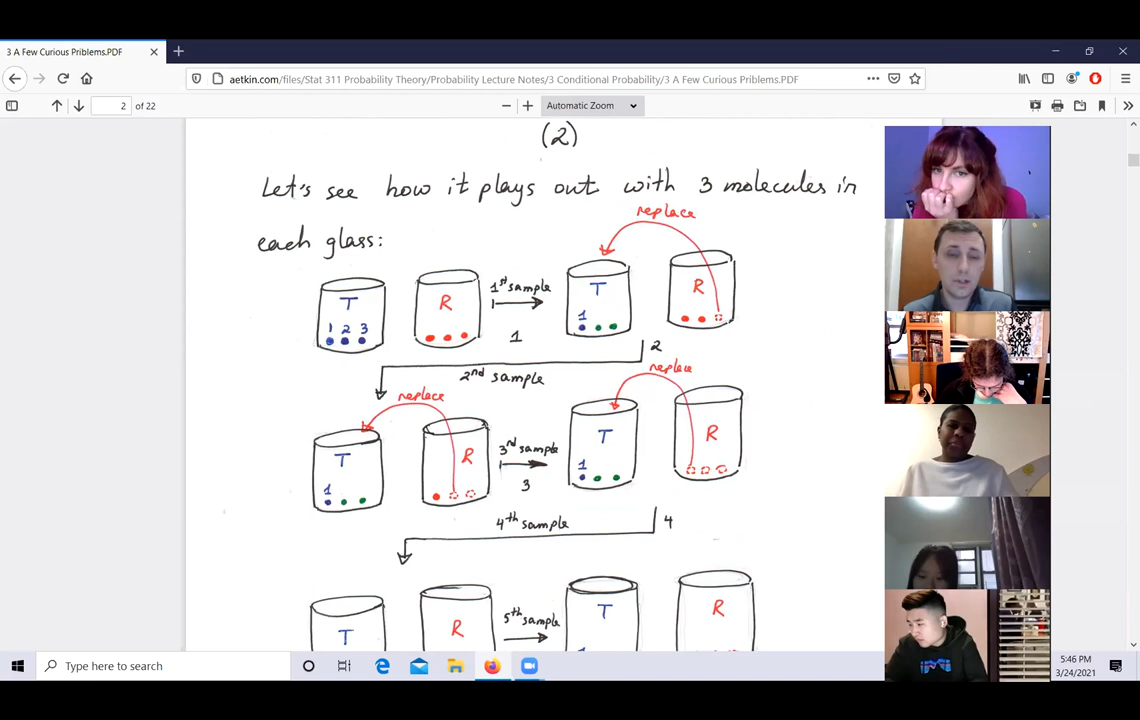 3 A Few Curious Priblems.PDF
aetkin.com/files/Stat 311 Probability Theory/Probability Lecture Notes/3 Conditional Probability/3 A Few Curious Priblems.PDF
2 of 22
Automatic Zoom
(2)
Let's see how it plays out with 3 molecules in
each glass:
replace
T
1 2 3
R
1st sample
1
T
1
R
2
2nd sample
replace
replace
T
1
R
3rd sample
3
T
1
R
4th sample
4
T
R
5th sample
T
R
Type here to search
5:46 PM
3/24/2021